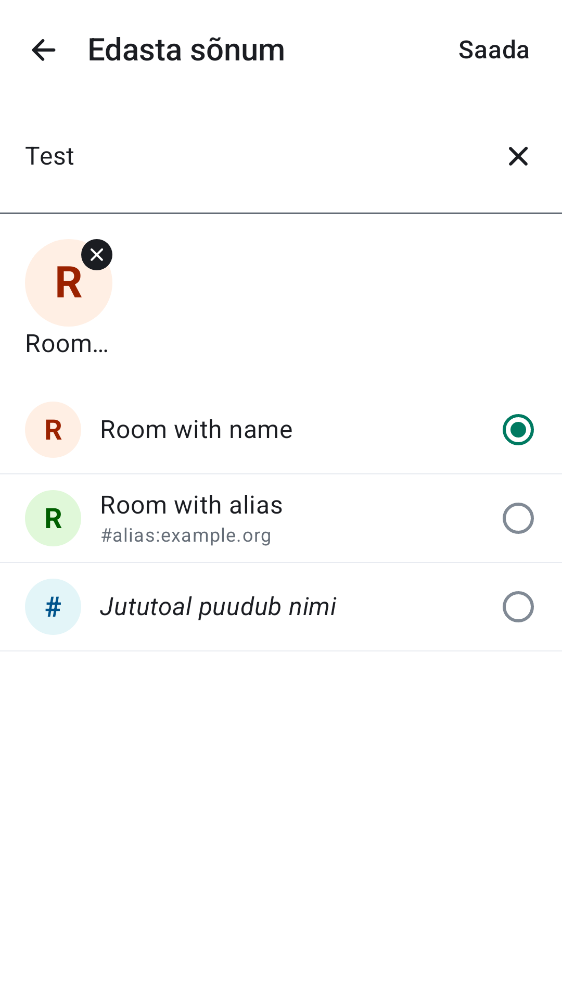 Edasta sõnum
Saada
Test
R
Room…
R
Room with name
R
Room with alias
#alias:example.org
#
Jututoal puudub nimi